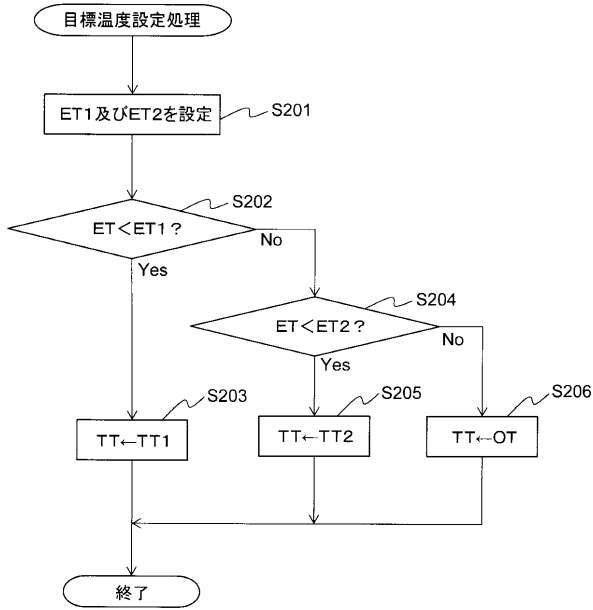 目標温度設定処理
ET1及びET2を設定
S201
ET＜ET1？
S202
No
Yes
ET＜ET2？
S204
No
Yes
S203
S205
S206
TT←TT1
TT←TT2
TT←OT
終了